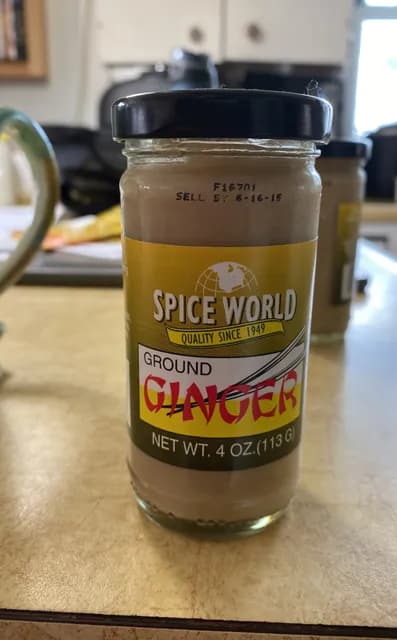 F16701
SELL BY 6-16-15
SPICE WORLD
QUALITY SINCE 1949
GROUND
GINGER
NET WT. 4 OZ.(113 G)